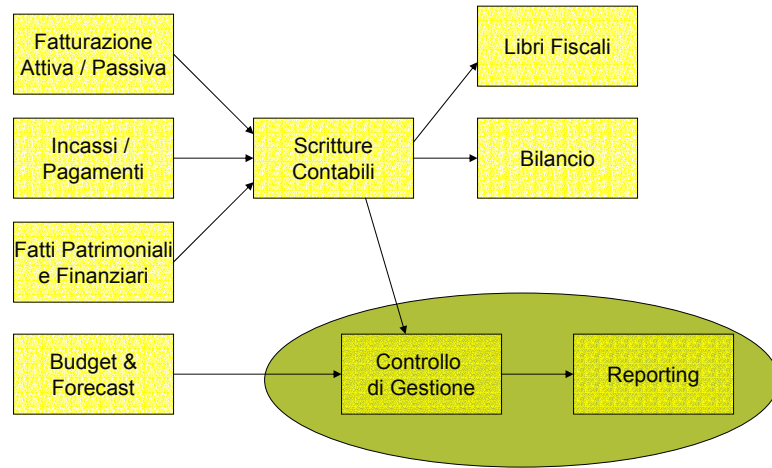 Fatturazione
Attiva / Passiva
Libri Fiscali
Incassi /
Pagamenti
Scritture
Contabili
Bilancio
Fatti Patrimoniali
e Finanziari
Budget &
Forecast
Controllo
di Gestione
Reporting